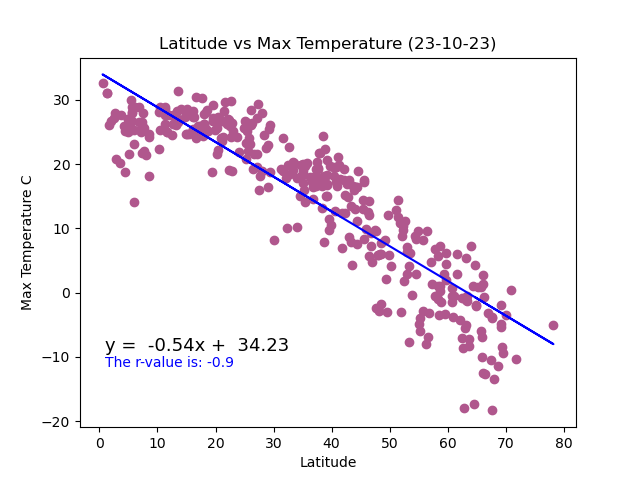 Latitude vs Max Temperature (23-10-23)
30
20
10
0
−10
−20
Max Temperature C
y =  -0.54x +  34.23
The r-value is: -0.9
0 10 20 30 40 50 60 70 80
Latitude